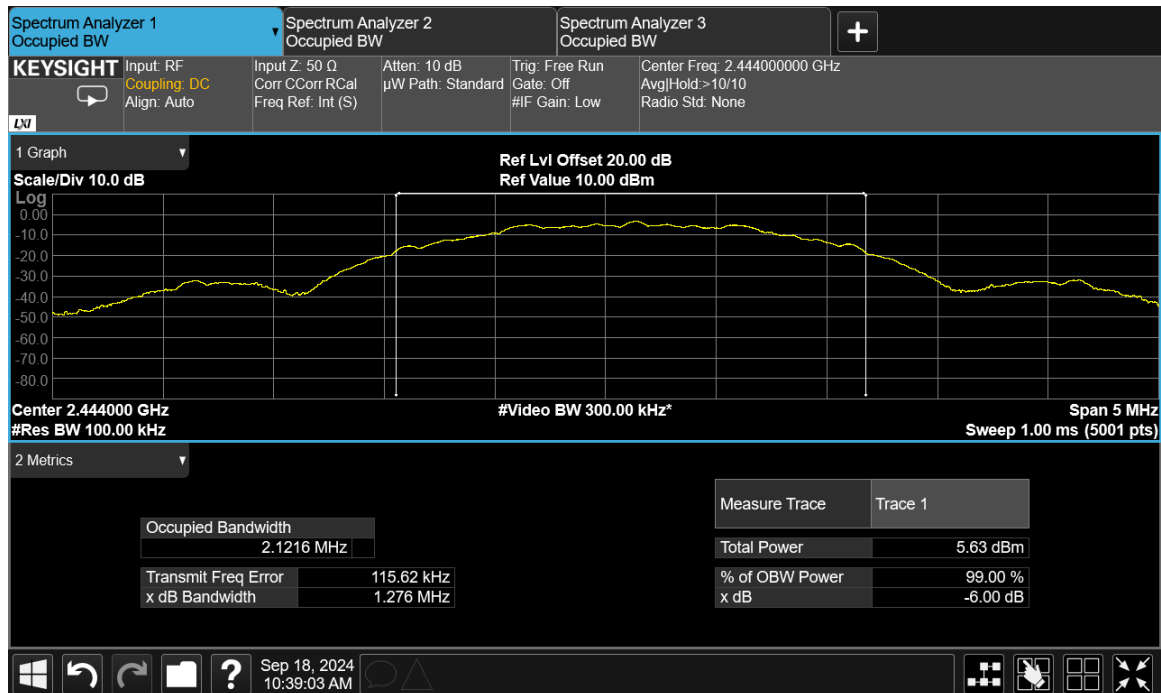 Spectrum Analyzer 1
Occupied BW
Spectrum Analyzer 2
Occupied BW
Spectrum Analyzer 3
Occupied BW
KEYSIGHT
LXI
Input: RF
Coupling: DC
Align: Auto
Input Z: 50 Ω
Corr CCorr RCal
Freq Ref: Int (S)
Atten: 10 dB
µW Path: Standard
Trig: Free Run
Gate: Off
#IF Gain: Low
Center Freq: 2.444000000 GHz
Avg|Hold:>10/10
Radio Std: None
1 Graph
Scale/Div 10.0 dB
Ref Lvl Offset 20.00 dB
Ref Value 10.00 dBm
Log
0.00
-10.0
-20.0
-30.0
-40.0
-50.0
-60.0
-70.0
-80.0
Center 2.444000 GHz
#Res BW 100.00 kHz
#Video BW 300.00 kHz*
Span 5 MHz
Sweep 1.00 ms (5001 pts)
2 Metrics
Occupied Bandwidth
2.1216 MHz
Transmit Freq Error 115.62 kHz
x dB Bandwidth 1.276 MHz
Measure Trace Trace 1
Total Power 5.63 dBm
% of OBW Power 99.00 %
x dB -6.00 dB
Sep 18, 2024
10:39:03 AM